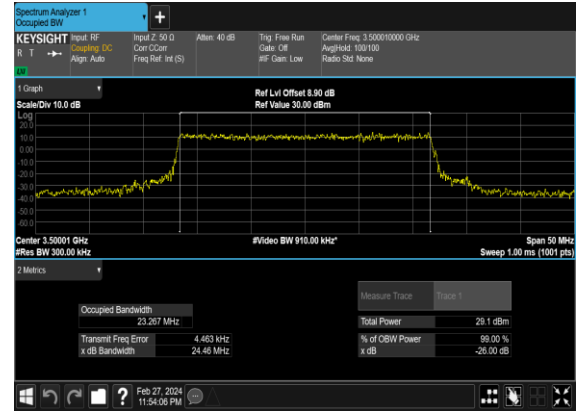 Spectrum Analyzer 1
Occupied BW
+
KEYSIGHT Input: RF Input Z: 50 Ω Atten: 40 dB Trig: Free Run Center Freq: 3.500010000 GHz
R T Coupling: DC Corr CCorr Gate: Off Avg|Hold: 100/100
Align: Auto Freq Ref: Int (S) #IF Gain: Low Radio Std: None
LV
1 Graph
Ref Lvl Offset 8.90 dB
Scale/Div 10.0 dB Ref Value 30.00 dBm
Log
20.0
10.0
0.00
-10.0
-20.0
-30.0
-40.0
-50.0
-60.0
Center 3.50001 GHz #Video BW 910.00 kHz* Span 50 MHz
#Res BW 300.00 kHz Sweep 1.00 ms (1001 pts)
2 Metrics
Measure Trace Trace 1
Occupied Bandwidth
23.267 MHz Total Power 29.1 dBm
Transmit Freq Error 4.463 kHz % of OBW Power 99.00 %
x dB Bandwidth 24.46 MHz x dB -26.00 dB
?
Feb 27, 2024
11:54:06 PM